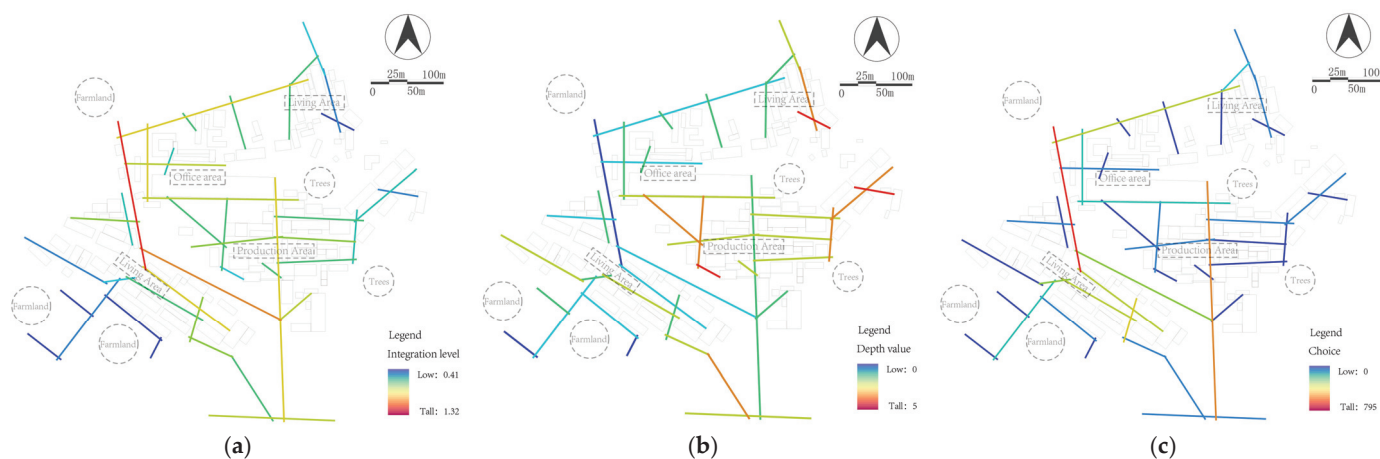 25m 100m
0 50m
Farmland
Living Area
Office area
Trees
Production Area
Living Area
Trees
Farmland
Farmland
Legend
Integration level
Low: 0.41
Tall: 1.32
(a)
25m 100m
0 50m
Farmland
Living Area
Office area
Trees
Production Area
Living Area
Trees
Farmland
Farmland
Legend
Depth value
Low: 0
Tall: 5
(b)
25m 100m
0 50m
Farmland
Living Area
Office area
Trees
Production Area
Living Area
Trees
Farmland
Farmland
Legend
Choice
Low: 0
Tall: 795
(c)